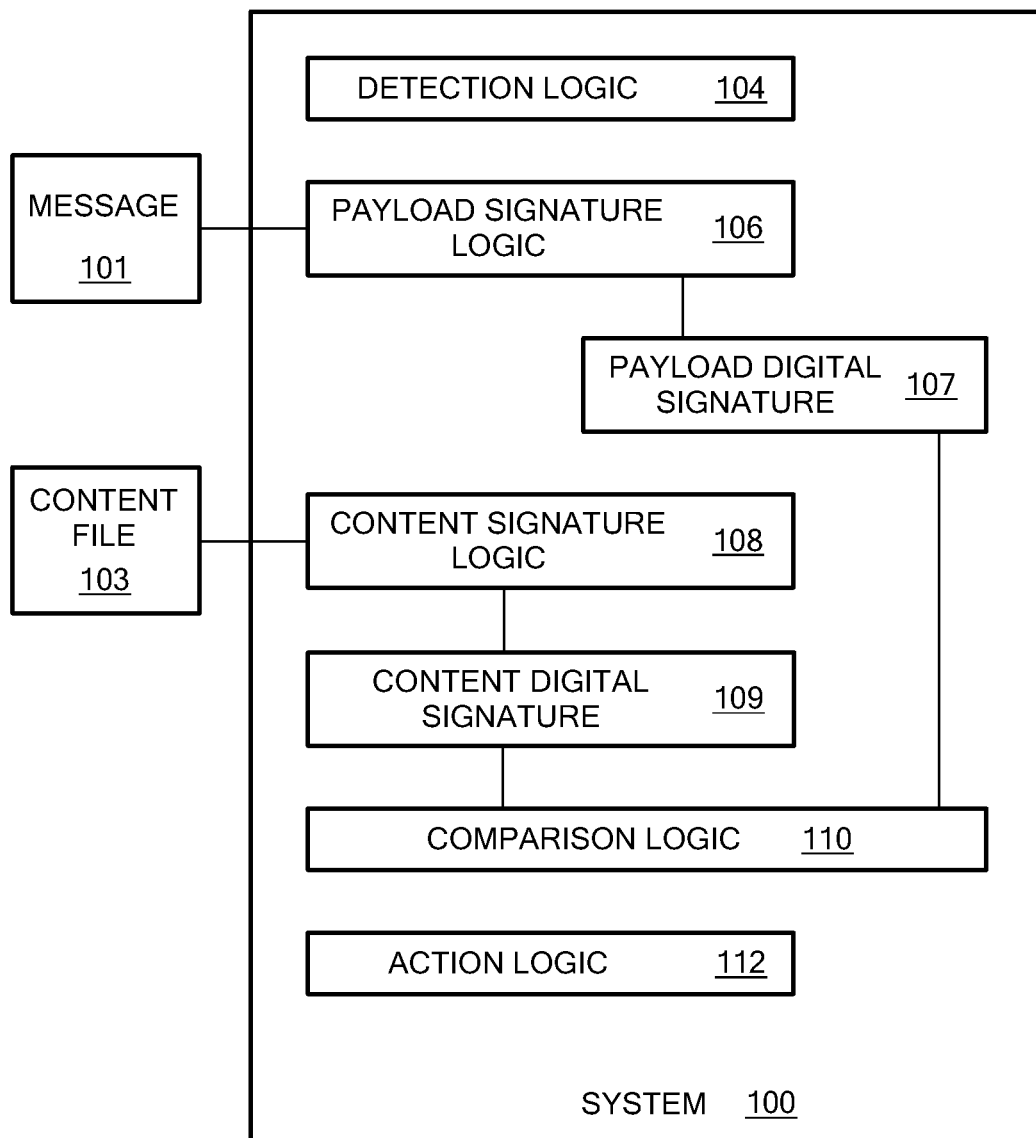 DETECTION LOGIC 104
MESSAGE
101
PAYLOAD SIGNATURE
LOGIC
106
PAYLOAD DIGITAL
SIGNATURE
107
CONTENT
FILE
103
CONTENT SIGNATURE
LOGIC
108
CONTENT DIGITAL
SIGNATURE
109
COMPARISON LOGIC 110
ACTION LOGIC 112
SYSTEM 100